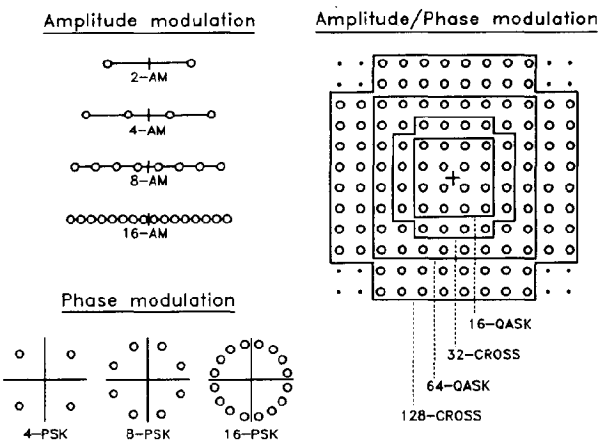 Amplitude modulation
2-AM
4-AM
8-AM
16-AM
Phase modulation
4-PSK
8-PSK
16-PSK
Amplitude/Phase modulation
16-QASK
32-CROSS
64-QASK
128-CROSS